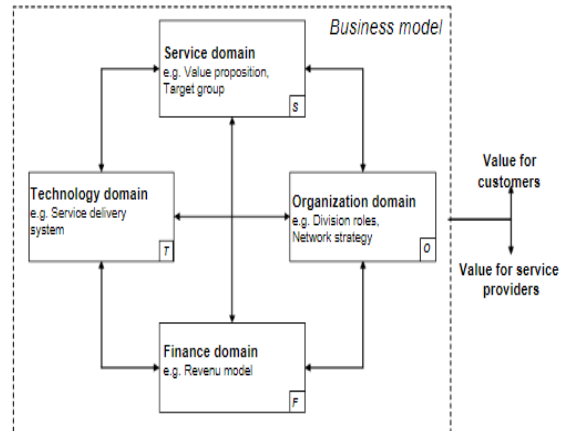 Business model
Service domain
e.g. Value proposition,
Target group
S
Technology domain
e.g. Service delivery
system
T
Organization domain
e.g. Division roles,
Network strategy
O
Value for
customers
Value for service
providers
Finance domain
e.g. Revenu model
F